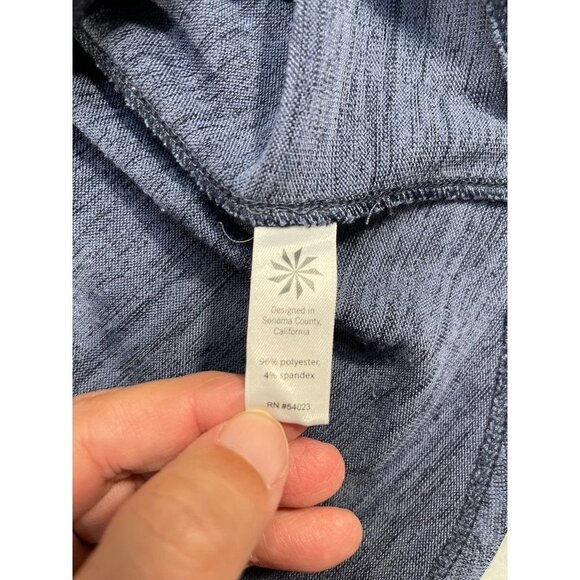 Designed in
Sonoma County,
California
96% polyester,
4% spandex
RN #54023